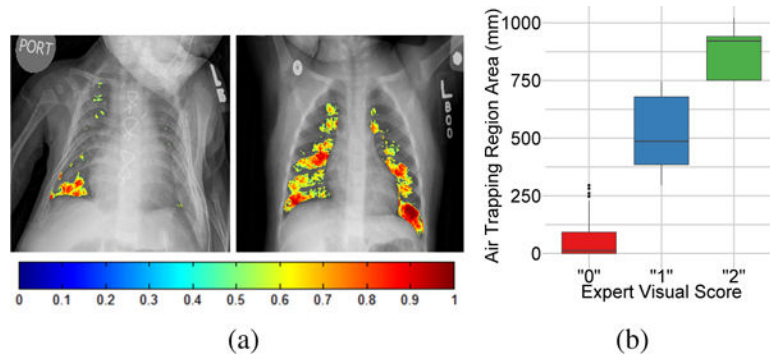 PORT
L
L
BOO
0 0.1 0.2 0.3 0.4 0.5 0.6 0.7 0.8 0.9 1
(a)
Air Trapping Region Area (mm)
1000
750
500
250
0
"0" "1" "2"
Expert Visual Score
(b)